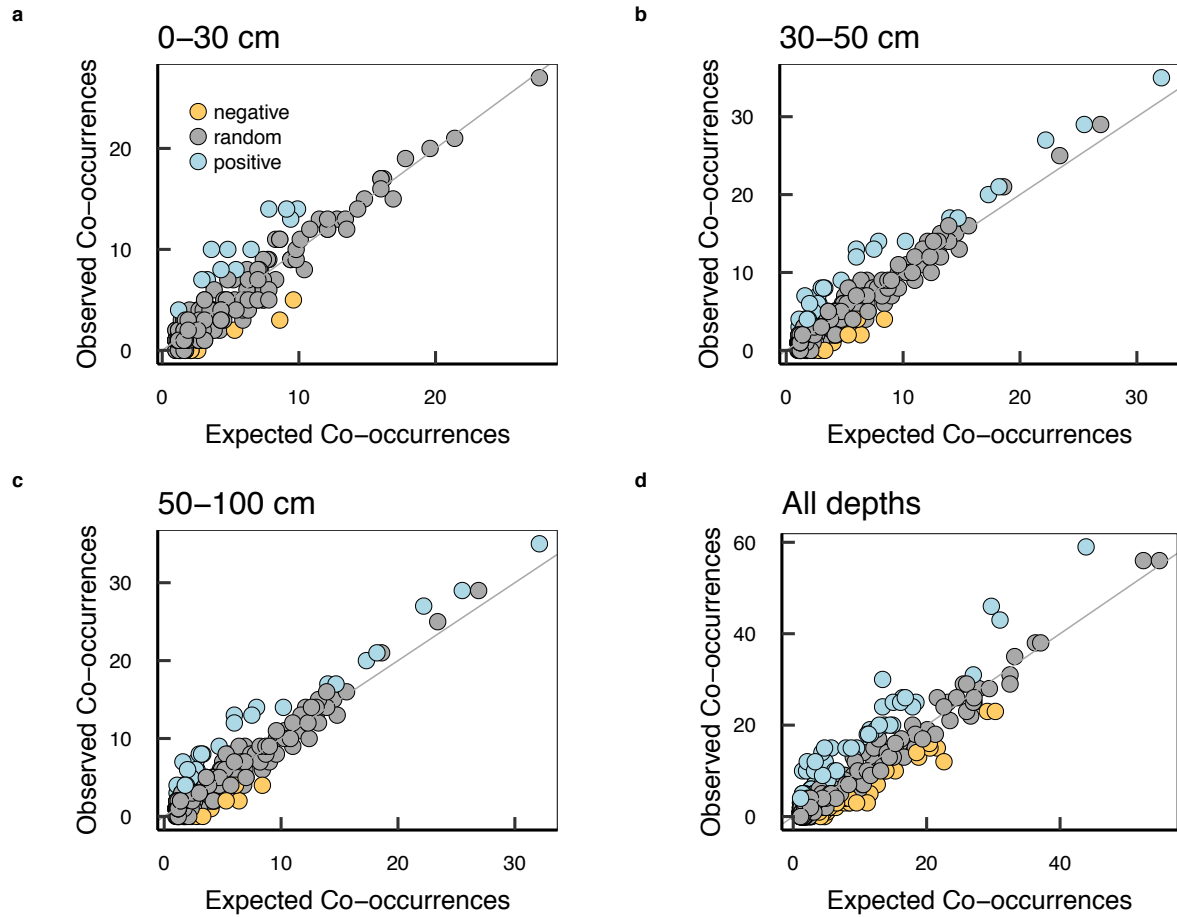 a
0–30 cm
Observed Co−occurrences
20
10
0
negative
random
positive
0 10 20
Expected Co−occurrences
b
30–50 cm
Observed Co−occurrences
30
20
10
0
0 10 20 30
Expected Co−occurrences
c
50–100 cm
Observed Co−occurrences
30
20
10
0
0 10 20 30
Expected Co−occurrences
d
All depths
Observed Co−occurrences
60
40
20
0
0 20 40
Expected Co−occurrences